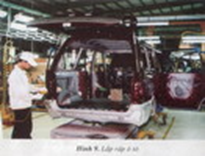 Hình 9. Lắp ráp ô tô